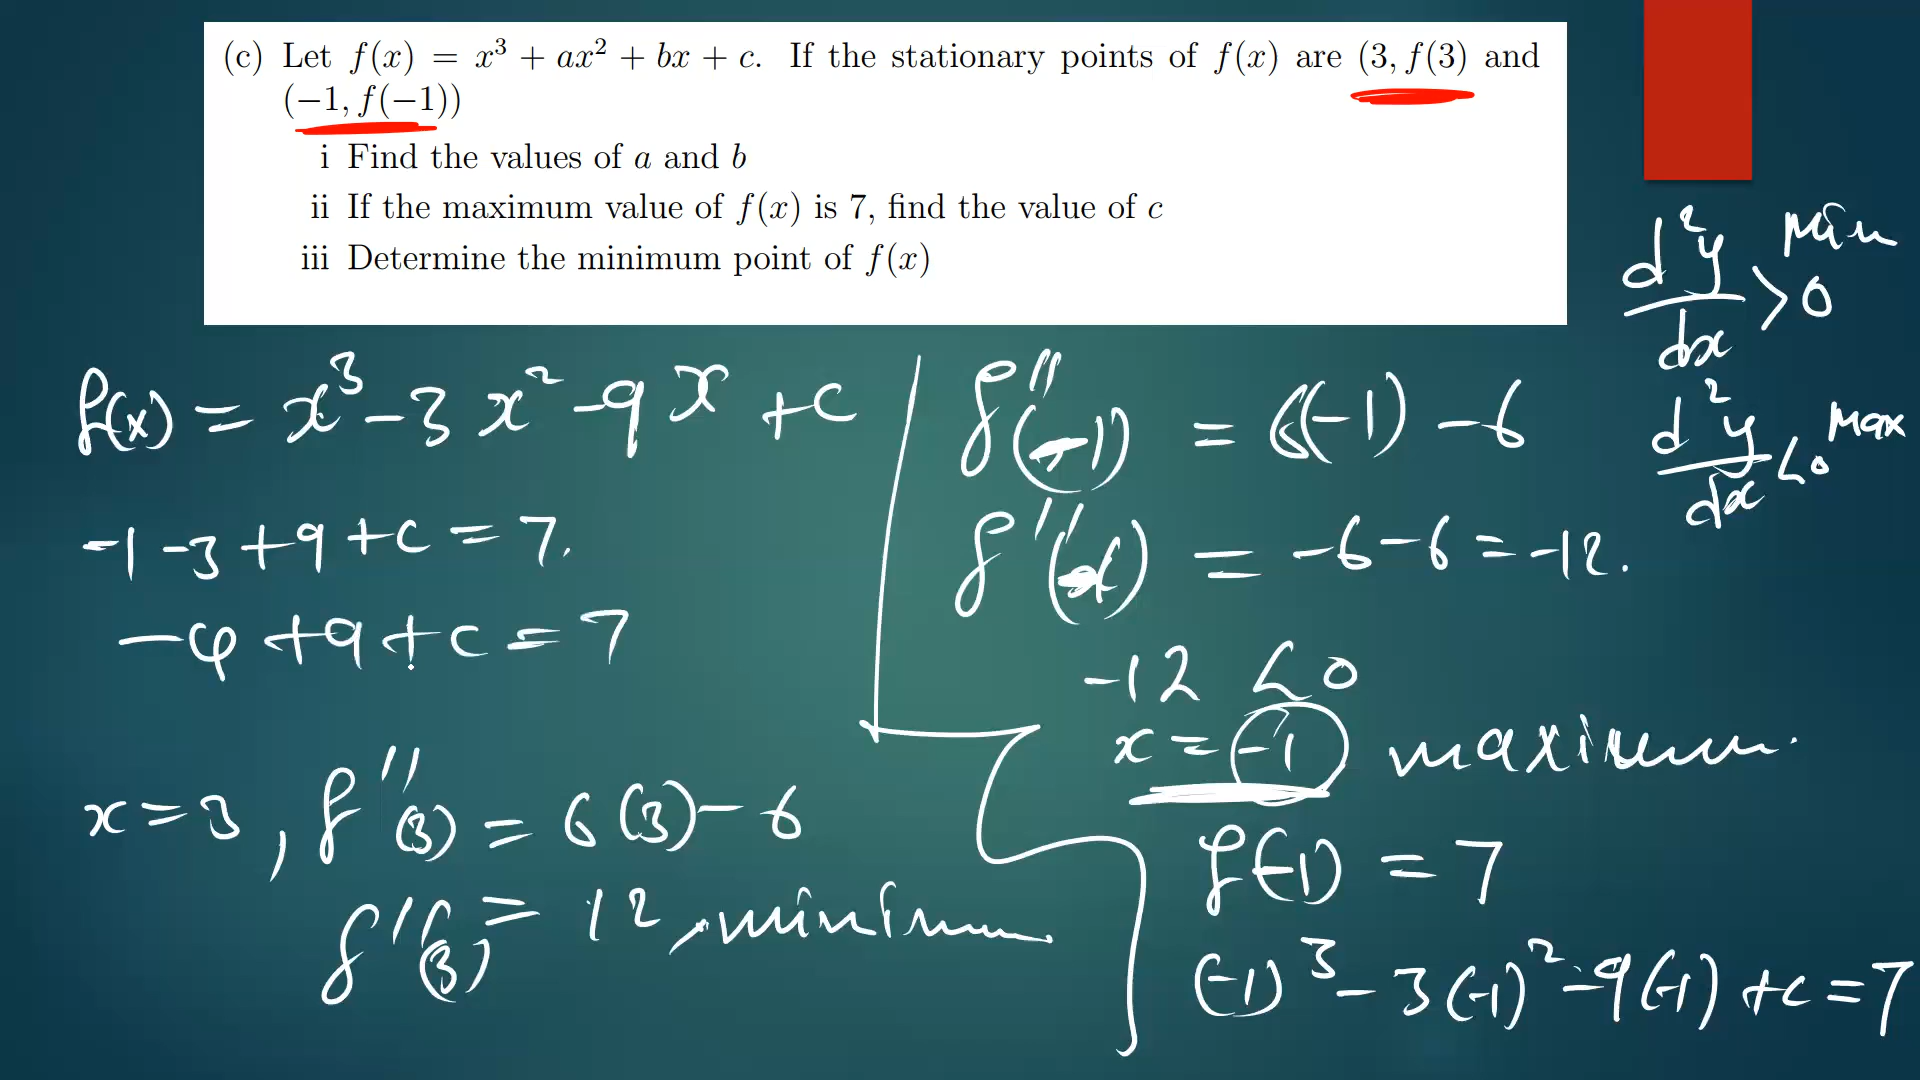 (c) Let f(x) = x³ + ax² + bx + c. If the stationary points of f(x) are (3, f(3) and
(−1, f(−1))
i Find the values of a and b
ii If the maximum value of f(x) is 7, find the value of c
iii Determine the minimum point of f(x)
d²y/dx > 0 Min
d²y/dx < 0 Max
f(x) = x³ − 3x² − 9x + c
−1 − 3 + 9 + c = 7.
−4 + 9 + c = 7
x = 3, f''(3) = 6(3) − 6
f''(3) = 12, minimum
f''(−1) = 6(−1) − 6
f''(−1) = −6 − 6 = −12.
−12 < 0
x = −1 maximum.
f(−1) = 7
(−1)³ − 3(−1)² − 9(−1) + c = 7